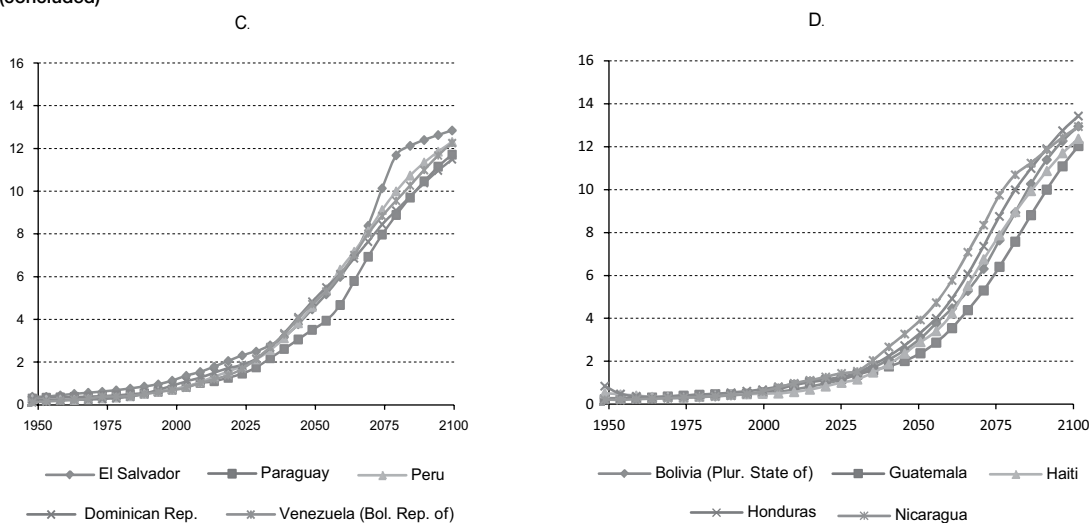 (concluded)
C.
16
14
12
10
8
6
4
2
0
1950 1975 2000 2025 2050 2075 2100
El Salvador Paraguay Peru
Dominican Rep. Venezuela (Bol. Rep. of)
D.
16
14
12
10
8
6
4
2
0
1950 1975 2000 2025 2050 2075 2100
Bolivia (Plur. State of) Guatemala Haiti
Honduras Nicaragua